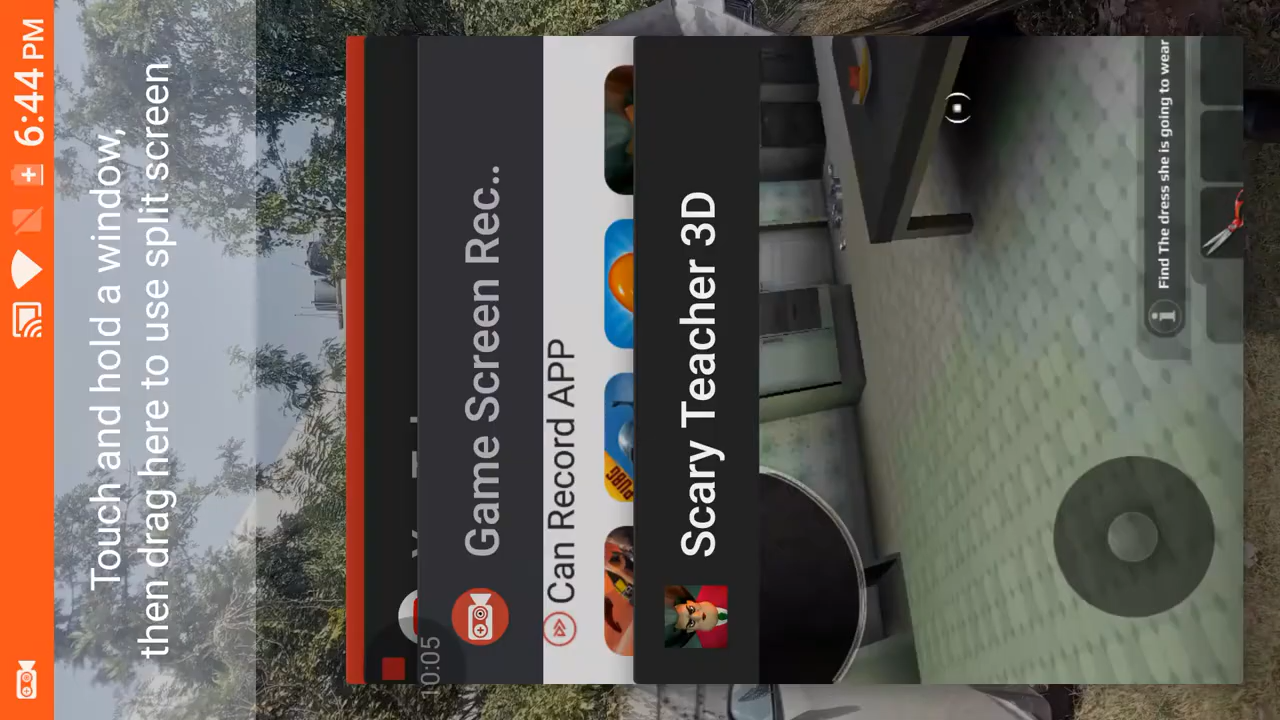 6:44 PM
Touch and hold a window,
then drag here to use split screen
10:05
Game Screen Rec..
Can Record APP
PUBG
Scary Teacher 3D
Find The dress she is going to wear